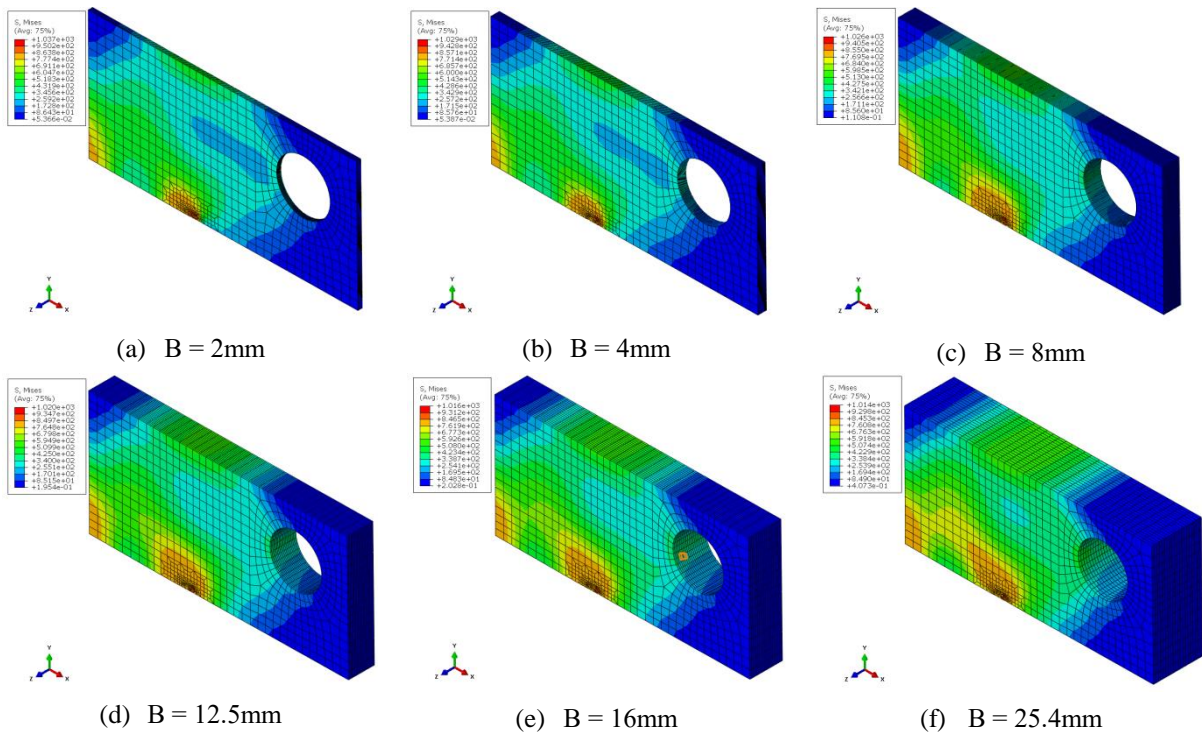 S, Mises
(Avg: 75%)
+1.037e+03
+9.502e+02
+8.638e+02
+7.774e+02
+6.911e+02
+6.047e+02
+5.183e+02
+4.319e+02
+3.456e+02
+2.592e+02
+1.728e+02
+8.643e+01
+5.366e-02
Y
Z X
(a) B = 2mm
S, Mises
(Avg: 75%)
+1.029e+03
+9.428e+02
+8.571e+02
+7.714e+02
+6.857e+02
+6.000e+02
+5.143e+02
+4.286e+02
+3.429e+02
+2.572e+02
+1.715e+02
+8.576e+01
+5.387e-02
Y
Z X
(b) B = 4mm
S, Mises
(Avg: 75%)
+1.026e+03
+9.405e+02
+8.550e+02
+7.695e+02
+6.840e+02
+5.985e+02
+5.130e+02
+4.275e+02
+3.421e+02
+2.566e+02
+1.711e+02
+8.560e+01
+1.108e-01
Y
Z X
(c) B = 8mm
S, Mises
(Avg: 75%)
+1.020e+03
+9.347e+02
+8.497e+02
+7.648e+02
+6.798e+02
+5.949e+02
+5.099e+02
+4.250e+02
+3.400e+02
+2.551e+02
+1.701e+02
+8.515e+01
+1.954e-01
Y
Z X
(d) B = 12.5mm
S, Mises
(Avg: 75%)
+1.016e+03
+9.312e+02
+8.465e+02
+7.619e+02
+6.773e+02
+5.926e+02
+5.080e+02
+4.234e+02
+3.387e+02
+2.541e+02
+1.695e+02
+8.483e+01
+2.028e-01
Y
Z X
(e) B = 16mm
S, Mises
(Avg: 75%)
+1.014e+03
+9.298e+02
+8.453e+02
+7.608e+02
+6.763e+02
+5.918e+02
+5.074e+02
+4.229e+02
+3.384e+02
+2.539e+02
+1.694e+02
+8.490e+01
+4.073e-01
Y
Z X
(f) B = 25.4mm